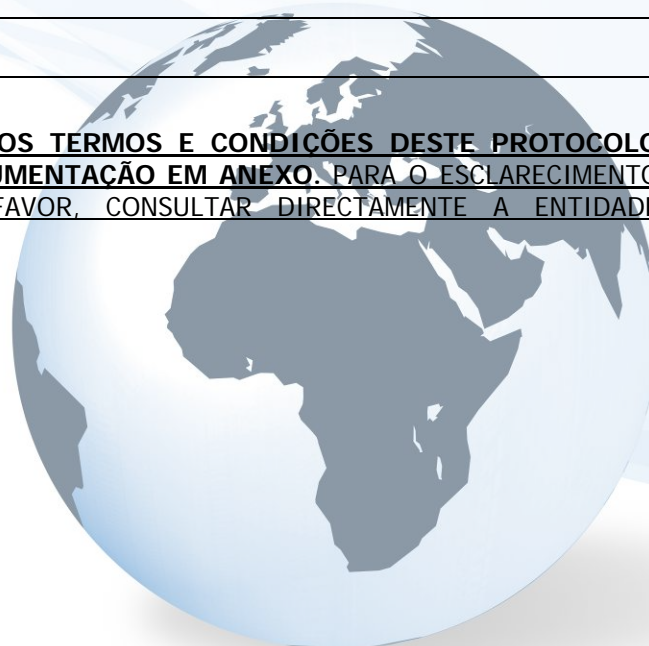 OS TERMOS E CONDIÇÕES DESTE PROTOCOLO
UMENTAÇÃO EM ANEXO. PARA O ESCLARECIMENTO
FAVOR, CONSULTAR DIRECTAMENTE A ENTIDADE